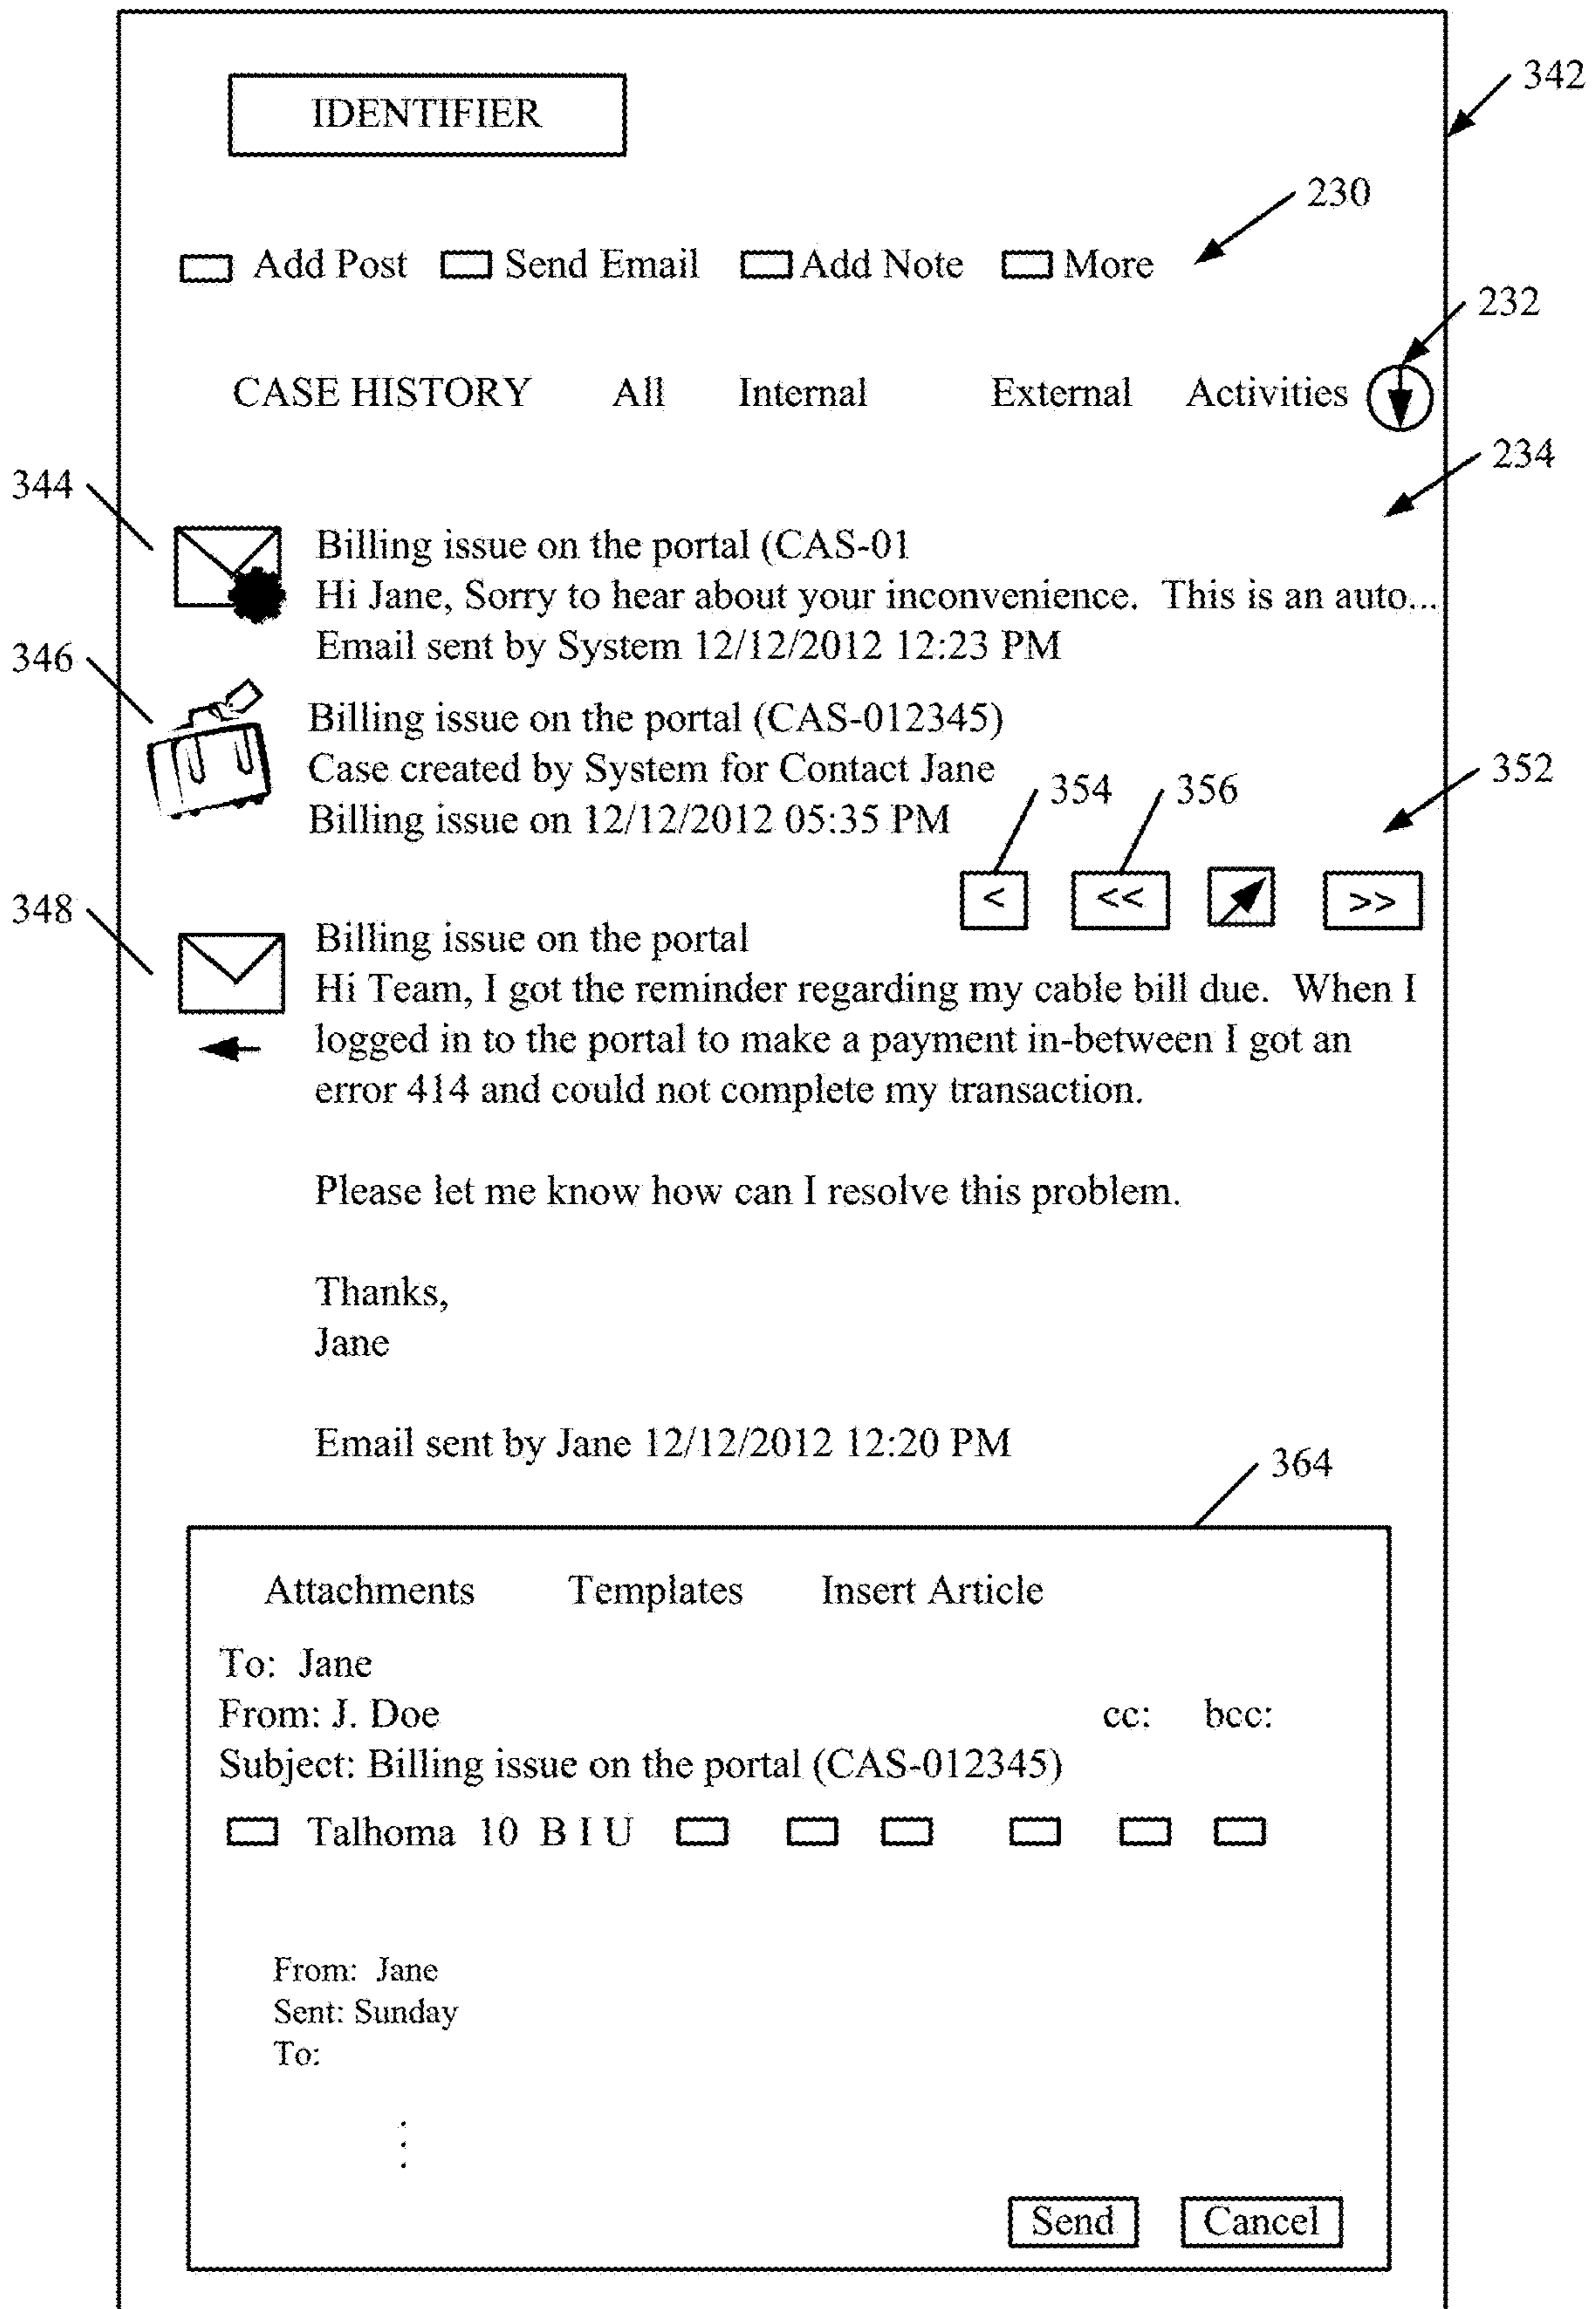 342
IDENTIFIER
230
Add Post Send Email Add Note More
232
CASE HISTORY All Internal External Activities
234
344
Billing issue on the portal (CAS-01
Hi Jane, Sorry to hear about your inconvenience. This is an auto...
Email sent by System 12/12/2012 12:23 PM
346
Billing issue on the portal (CAS-012345)
Case created by System for Contact Jane
Billing issue on 12/12/2012 05:35 PM
354 356 352
< << >>
348
Billing issue on the portal
Hi Team, I got the reminder regarding my cable bill due. When I
logged in to the portal to make a payment in-between I got an
error 414 and could not complete my transaction.
Please let me know how can I resolve this problem.
Thanks,
Jane
Email sent by Jane 12/12/2012 12:20 PM
364
Attachments Templates Insert Article
To: Jane
From: J. Doe cc: bcc:
Subject: Billing issue on the portal (CAS-012345)
Talhoma 10 B I U
From: Jane
Sent: Sunday
To:
Send Cancel